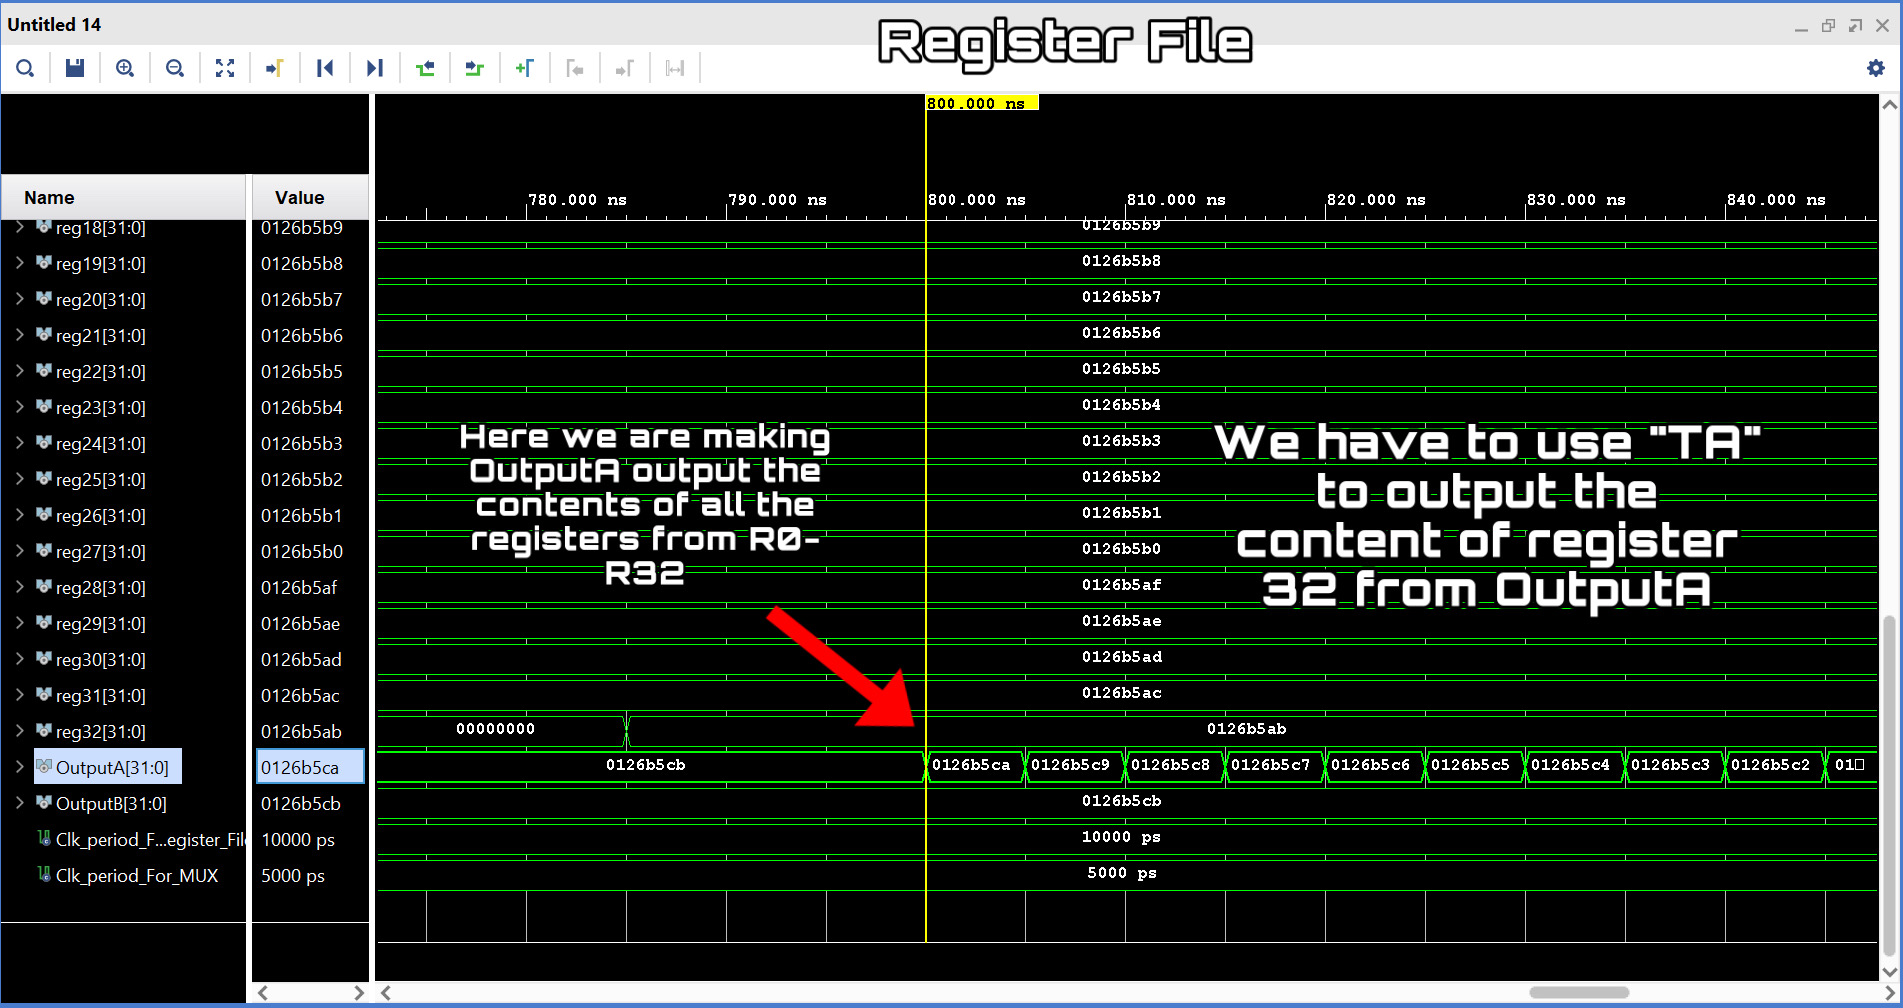 Untitled 14
Register File
800.000 ns
Name Value
780.000 ns 790.000 ns 800.000 ns 810.000 ns 820.000 ns 830.000 ns 840.000 ns
reg18[31:0] 0126b5b9 0126b5b9
reg19[31:0] 0126b5b8 0126b5b8
reg20[31:0] 0126b5b7 0126b5b7
reg21[31:0] 0126b5b6 0126b5b6
reg22[31:0] 0126b5b5 0126b5b5
reg23[31:0] 0126b5b4 0126b5b4
reg24[31:0] 0126b5b3 0126b5b3
reg25[31:0] 0126b5b2 0126b5b2
reg26[31:0] 0126b5b1 0126b5b1
reg27[31:0] 0126b5b0 0126b5b0
reg28[31:0] 0126b5af 0126b5af
reg29[31:0] 0126b5ae 0126b5ae
reg30[31:0] 0126b5ad 0126b5ad
reg31[31:0] 0126b5ac 0126b5ac
reg32[31:0] 0126b5ab 00000000 0126b5ab
OutputA[31:0] 0126b5ca 0126b5cb 0126b5ca 0126b5c9 0126b5c8 0126b5c7 0126b5c6 0126b5c5 0126b5c4 0126b5c3 0126b5c2 01
OutputB[31:0] 0126b5cb 0126b5cb
Clk_period_F...egister_File 10000 ps 10000 ps
Clk_period_For_MUX 5000 ps 5000 ps
Here we are making
OutputA output the
contents of all the
registers from R0-
R32
We have to use "TA"
to output the
content of register
32 from OutputA